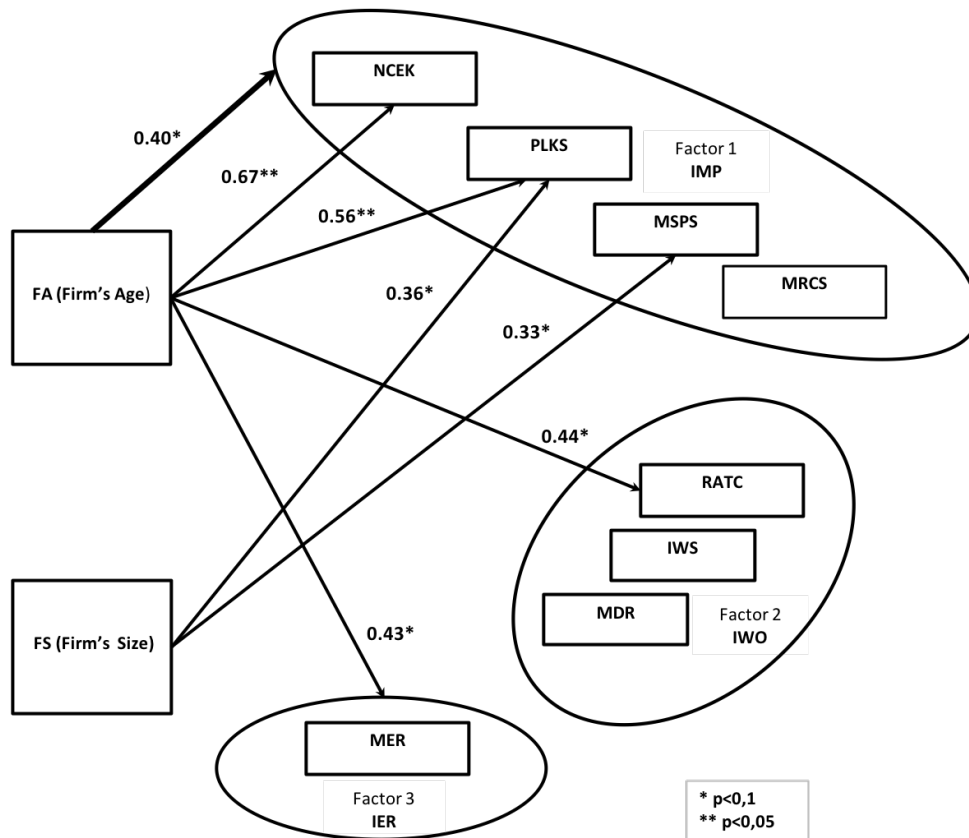 NCEK
0.40*
PLKS
Factor 1
IMP
0.67**
0.56**
MSPS
FA (Firm's Age)
0.36*
MRCS
0.33*
0.44*
RATC
IWS
FS (Firm's Size)
MDR
Factor 2
IWO
0.43*
MER
Factor 3
IER
* p<0,1
** p<0,05